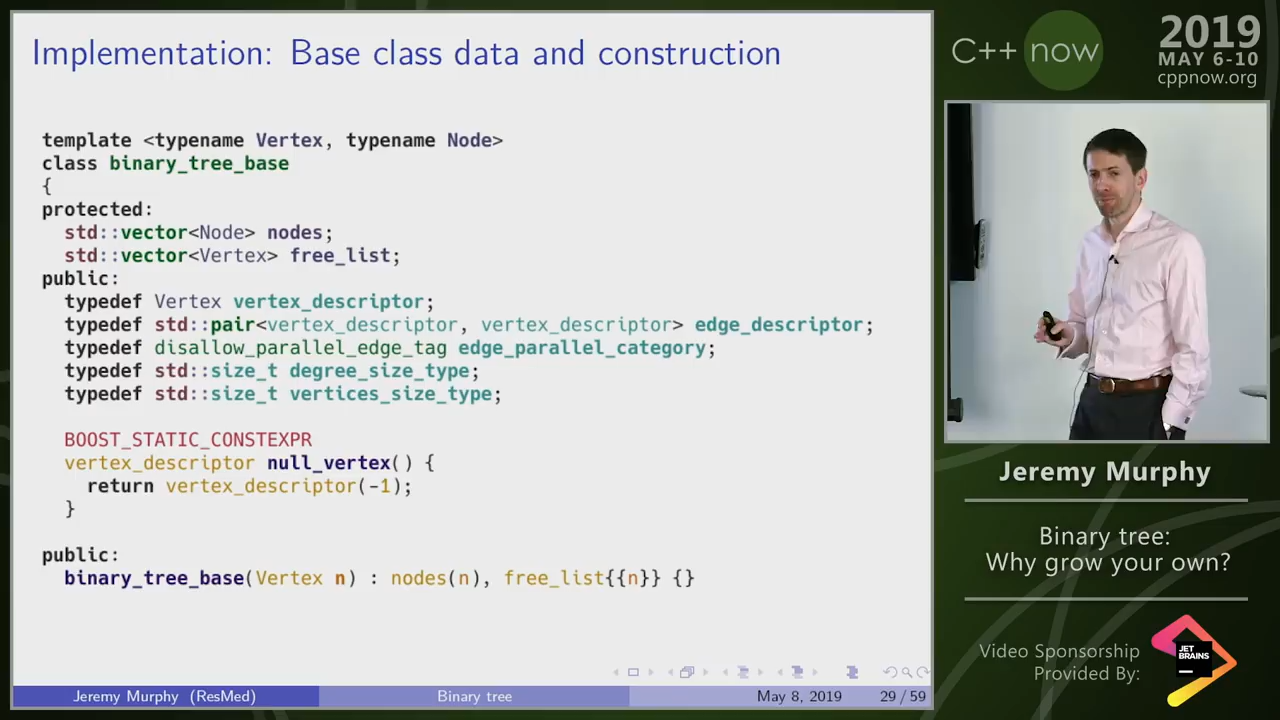 Implementation: Base class data and construction
template <typename Vertex, typename Node>
class binary_tree_base
{
protected:
std::vector<Node> nodes;
std::vector<Vertex> free_list;
public:
typedef Vertex vertex_descriptor;
typedef std::pair<vertex_descriptor, vertex_descriptor> edge_descriptor;
typedef disallow_parallel_edge_tag edge_parallel_category;
typedef std::size_t degree_size_type;
typedef std::size_t vertices_size_type;
BOOST_STATIC_CONSTEXPR
vertex_descriptor null_vertex() {
return vertex_descriptor(-1);
}
public:
binary_tree_base(Vertex n) : nodes(n), free_list{{n}} {}
Jeremy Murphy (ResMed)
Binary tree
May 8, 2019
29 / 59
C++ now
2019
MAY 6-10
cppnow.org
Jeremy Murphy
Binary tree:
Why grow your own?
Video Sponsorship
Provided By:
JET
BRAINS